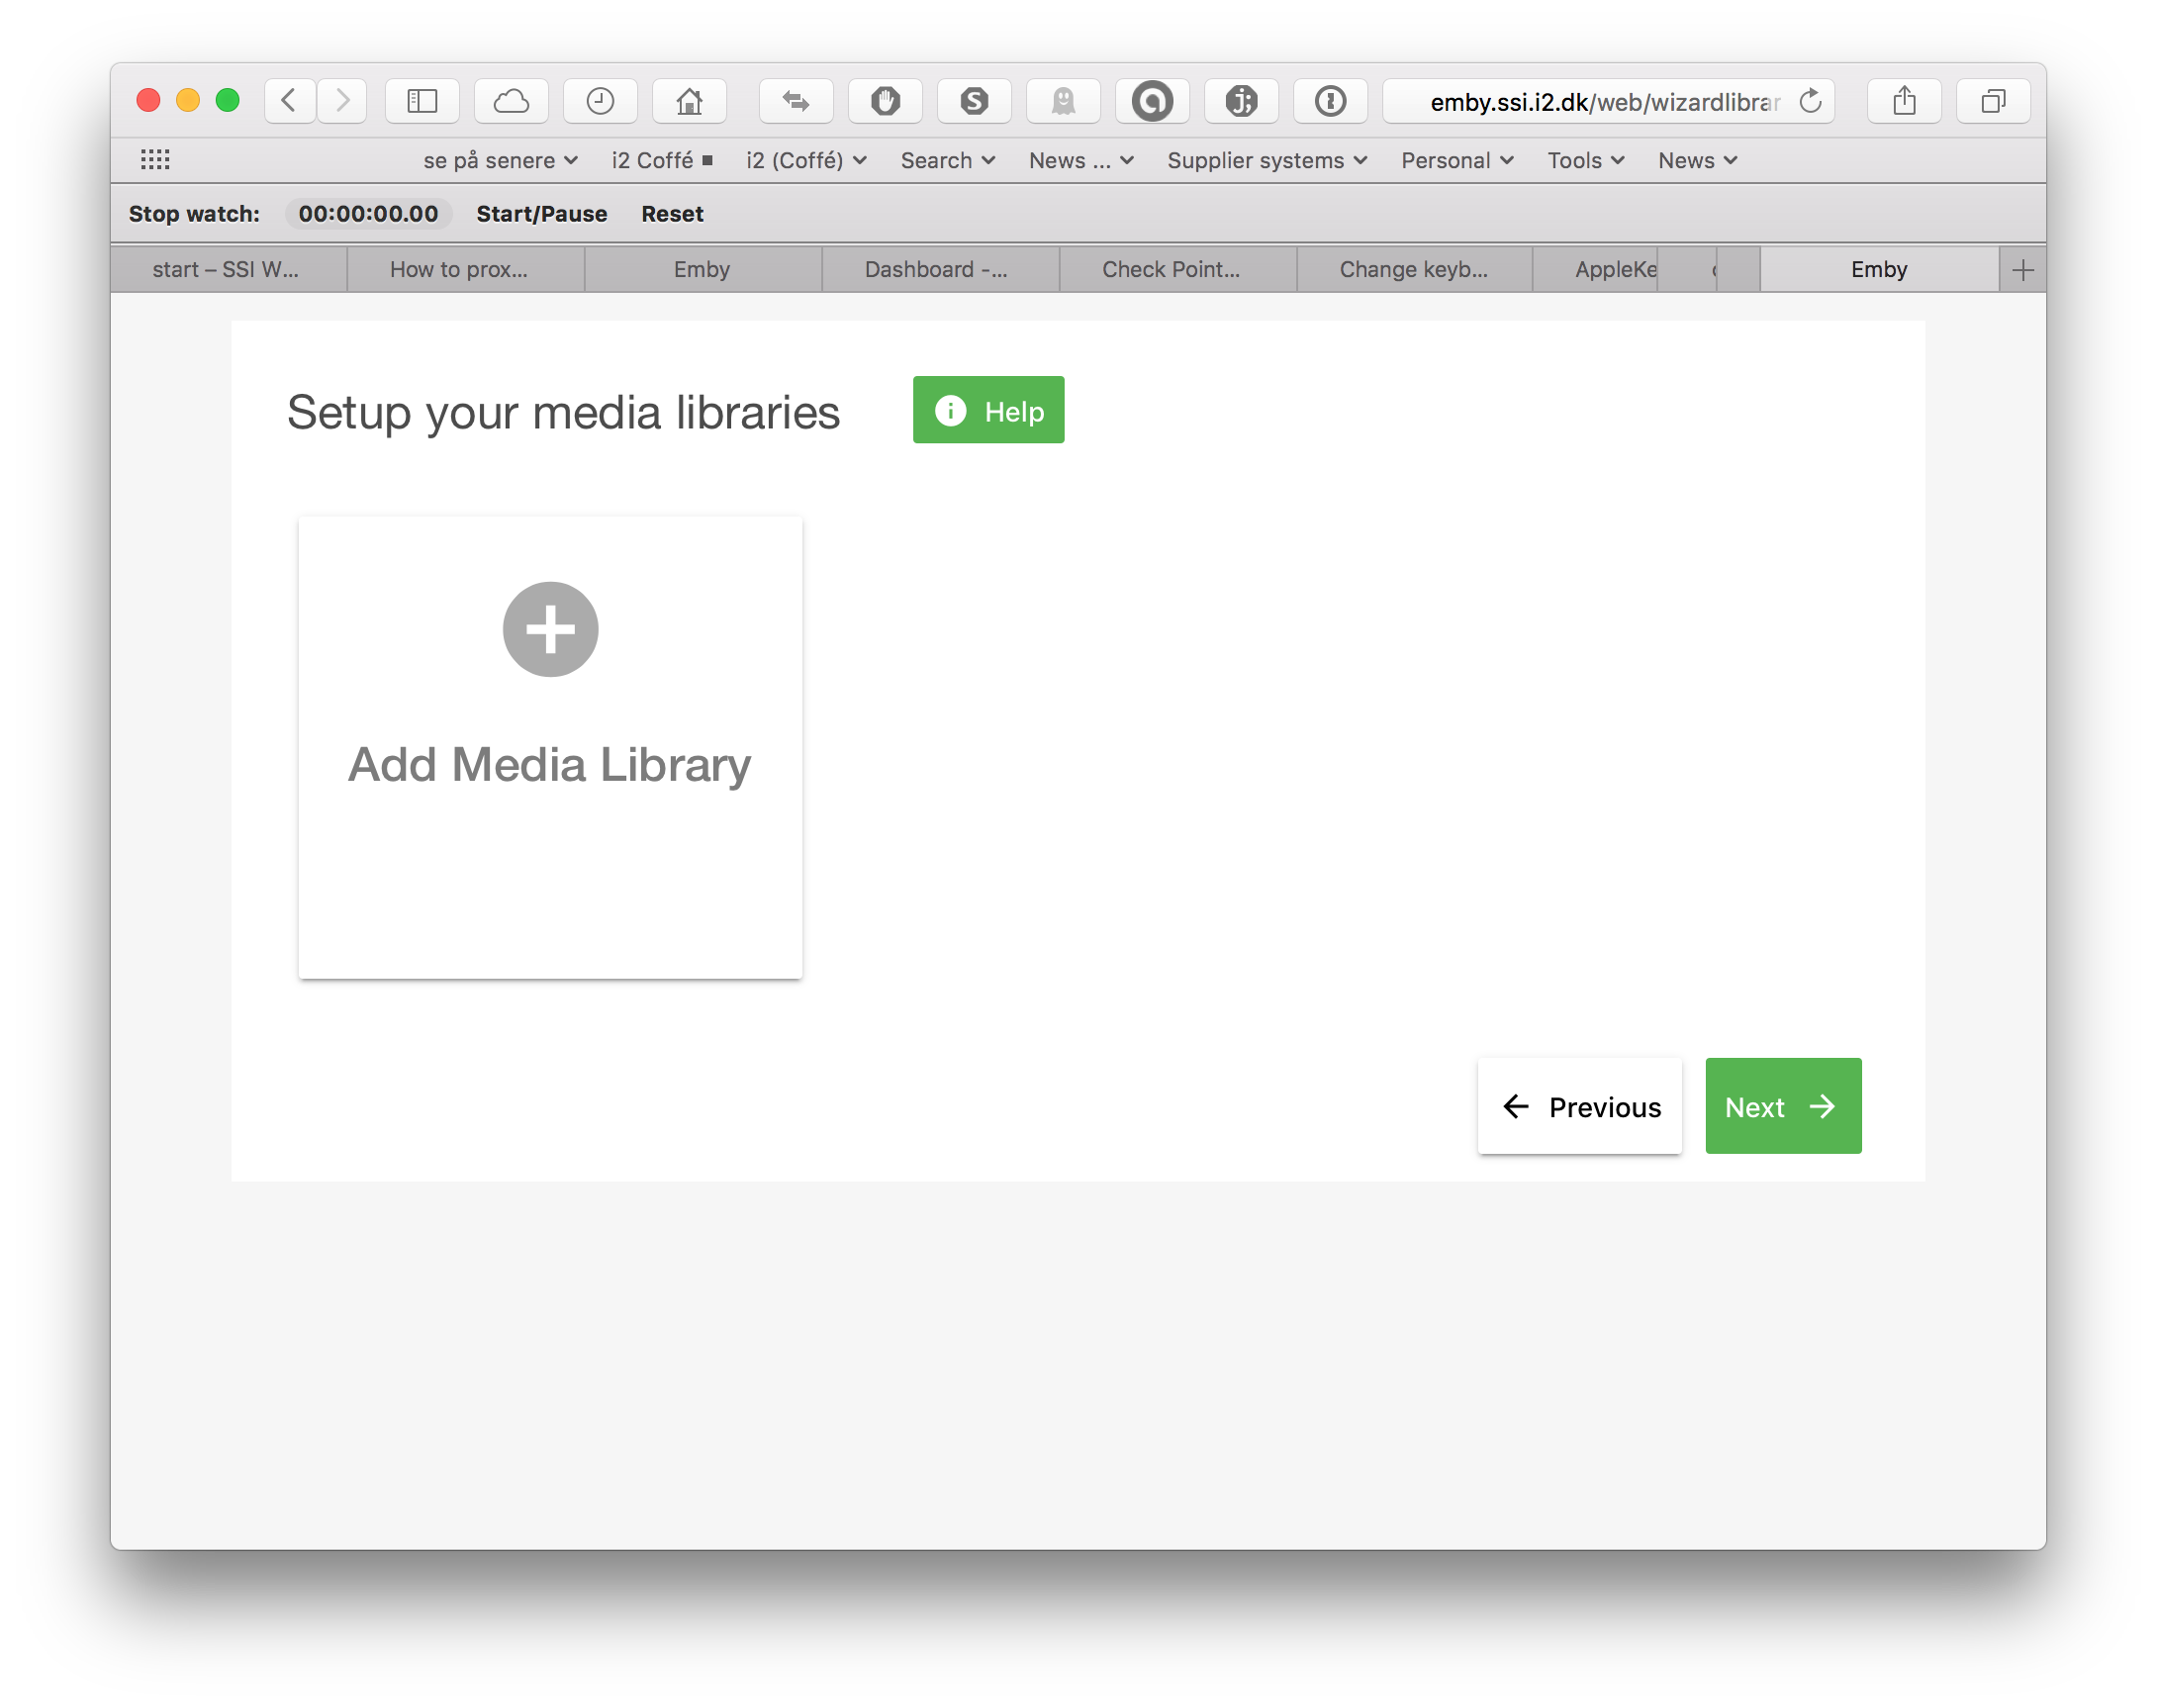 emby.ssi.i2.dk/web/wizardlibrar
se på senere i2 Coffé i2 (Coffé) Search News ... Supplier systems Personal Tools News
Stop watch: 00:00:00.00 Start/Pause Reset
start – SSI W... How to prox... Emby Dashboard -... Check Point... Change keyb... AppleKe Emby
Setup your media libraries Help
Add Media Library
Previous Next